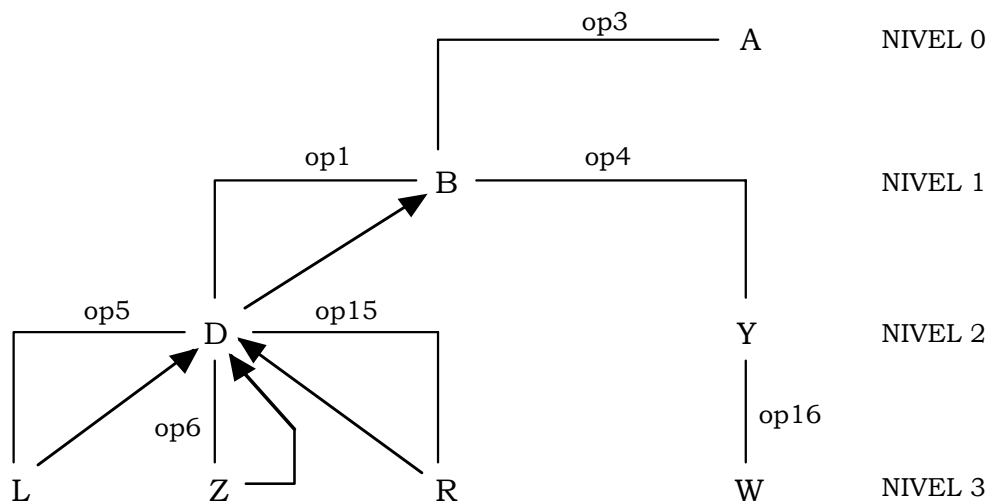 op3
A NIVEL 0
op1 B op4 NIVEL 1
op5 D op15 Y NIVEL 2
op6 op16
L Z R W NIVEL 3